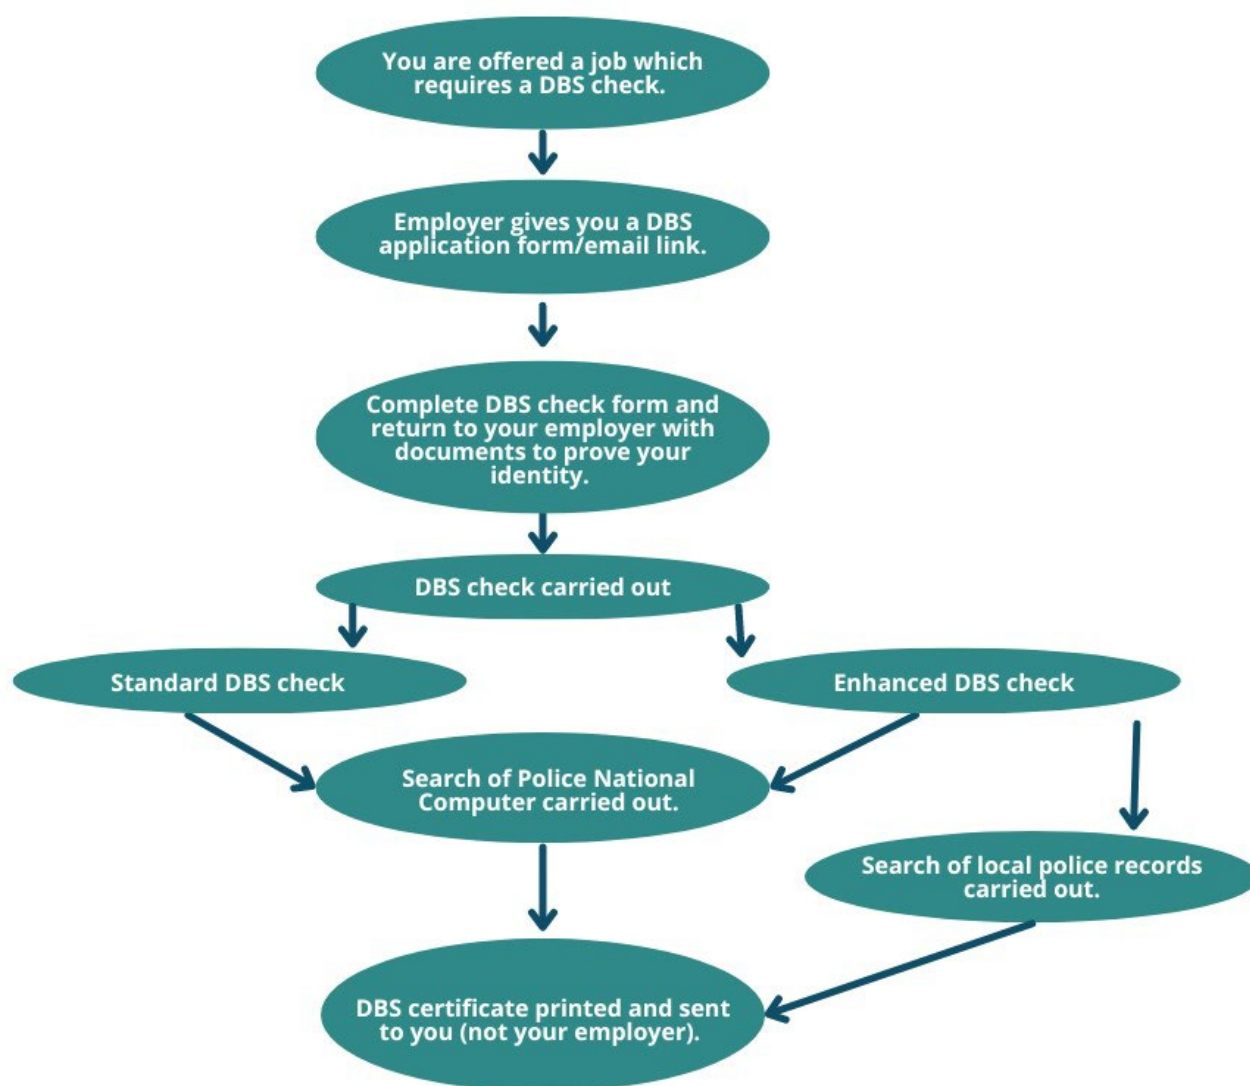 You are offered a job which
requires a DBS check.
Employer gives you a DBS
application form/email link.
Complete DBS check form and
return to your employer with
documents to prove your
identity.
DBS check carried out
Standard DBS check
Enhanced DBS check
Search of Police National
Computer carried out.
Search of local police records
carried out.
DBS certificate printed and sent
to you (not your employer).